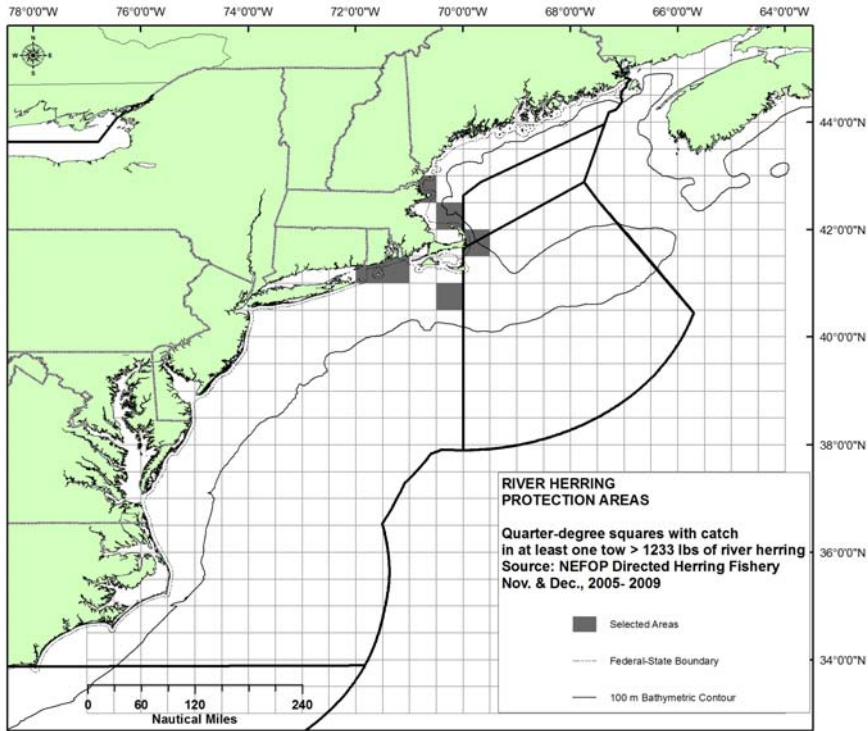 78°0'0"W 76°0'0"W 74°0'0"W 72°0'0"W 70°0'0"W 68°0'0"W 66°0'0"W 64°0'0"W
N
W E
S
44°0'0"N
42°0'0"N
40°0'0"N
38°0'0"N
36°0'0"N
34°0'0"N
RIVER HERRING
PROTECTION AREAS
Quarter-degree squares with catch
in at least one tow > 1233 lbs of river herring
Source: NEFOP Directed Herring Fishery
Nov. & Dec., 2005- 2009
Selected Areas
Federal-State Boundary
100 m Bathymetric Contour
0 60 120 240
Nautical Miles